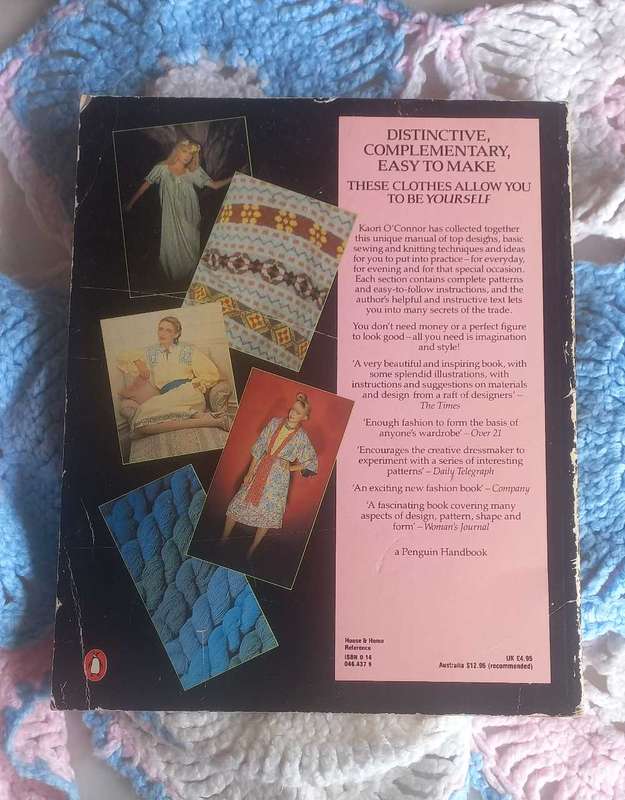 DISTINCTIVE,
COMPLEMENTARY,
EASY TO MAKE
THESE CLOTHES ALLOW YOU
TO BE YOURSELF
Kaori O'Connor has collected together
this unique manual of top designs, basic
sewing and knitting techniques and ideas
for you to put into practice – for everyday,
for evening and for that special occasion.
Each section contains complete patterns
and easy-to-follow instructions, and the
author's helpful and instructive text lets
you into many secrets of the trade.
You don't need money or a perfect figure
to look good – all you need is imagination
and style!
'A very beautiful and inspiring book, with
some splendid illustrations, with
instructions and suggestions on materials
and design from a raft of designers' –
The Times
'Enough fashion to form the basis of
anyone's wardrobe' – Over 21
'Encourages the creative dressmaker to
experiment with a series of interesting
patterns' – Daily Telegraph
'An exciting new fashion book' – Company
'A fascinating book covering many
aspects of design, pattern, shape and
form' – Woman's Journal
a Penguin Handbook
House & Home
Reference
ISBN 0 14
046.437 9
UK £4.95
Australia $12.95 (recommended)